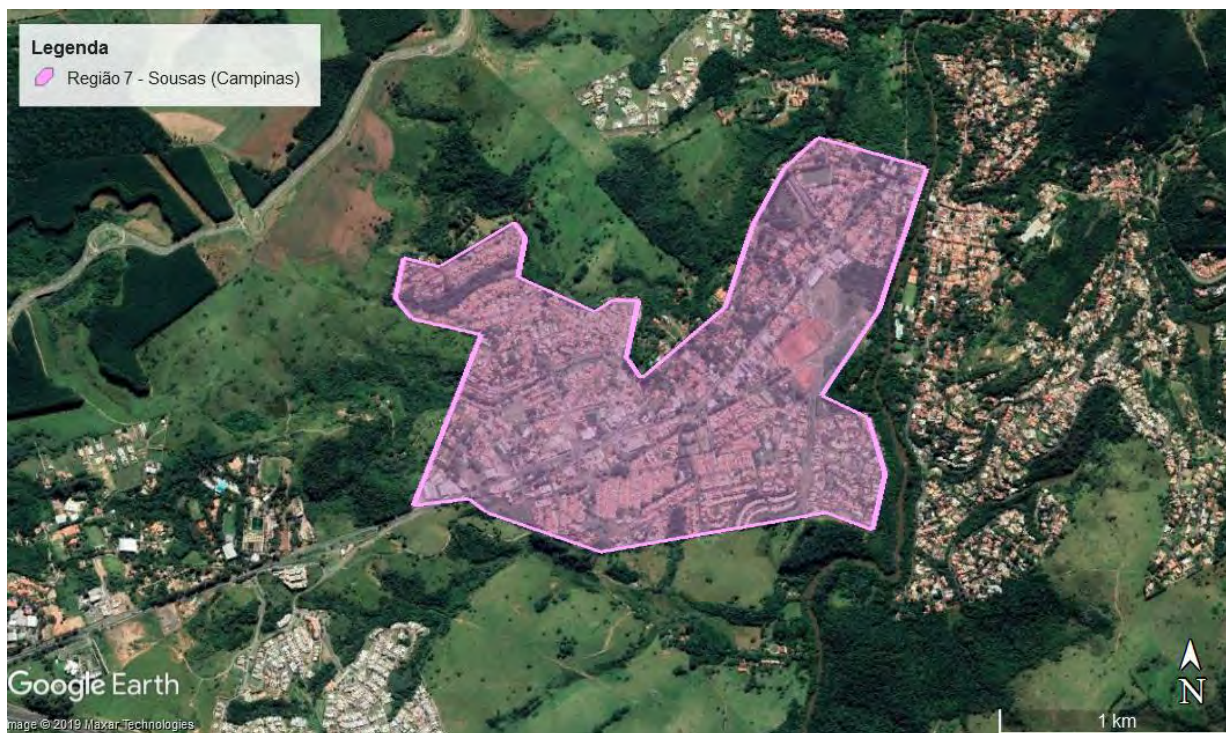 Legenda
Região 7 - Sousas (Campinas)
Google Earth
mage © 2019 Maxar Technologies
N
1 km